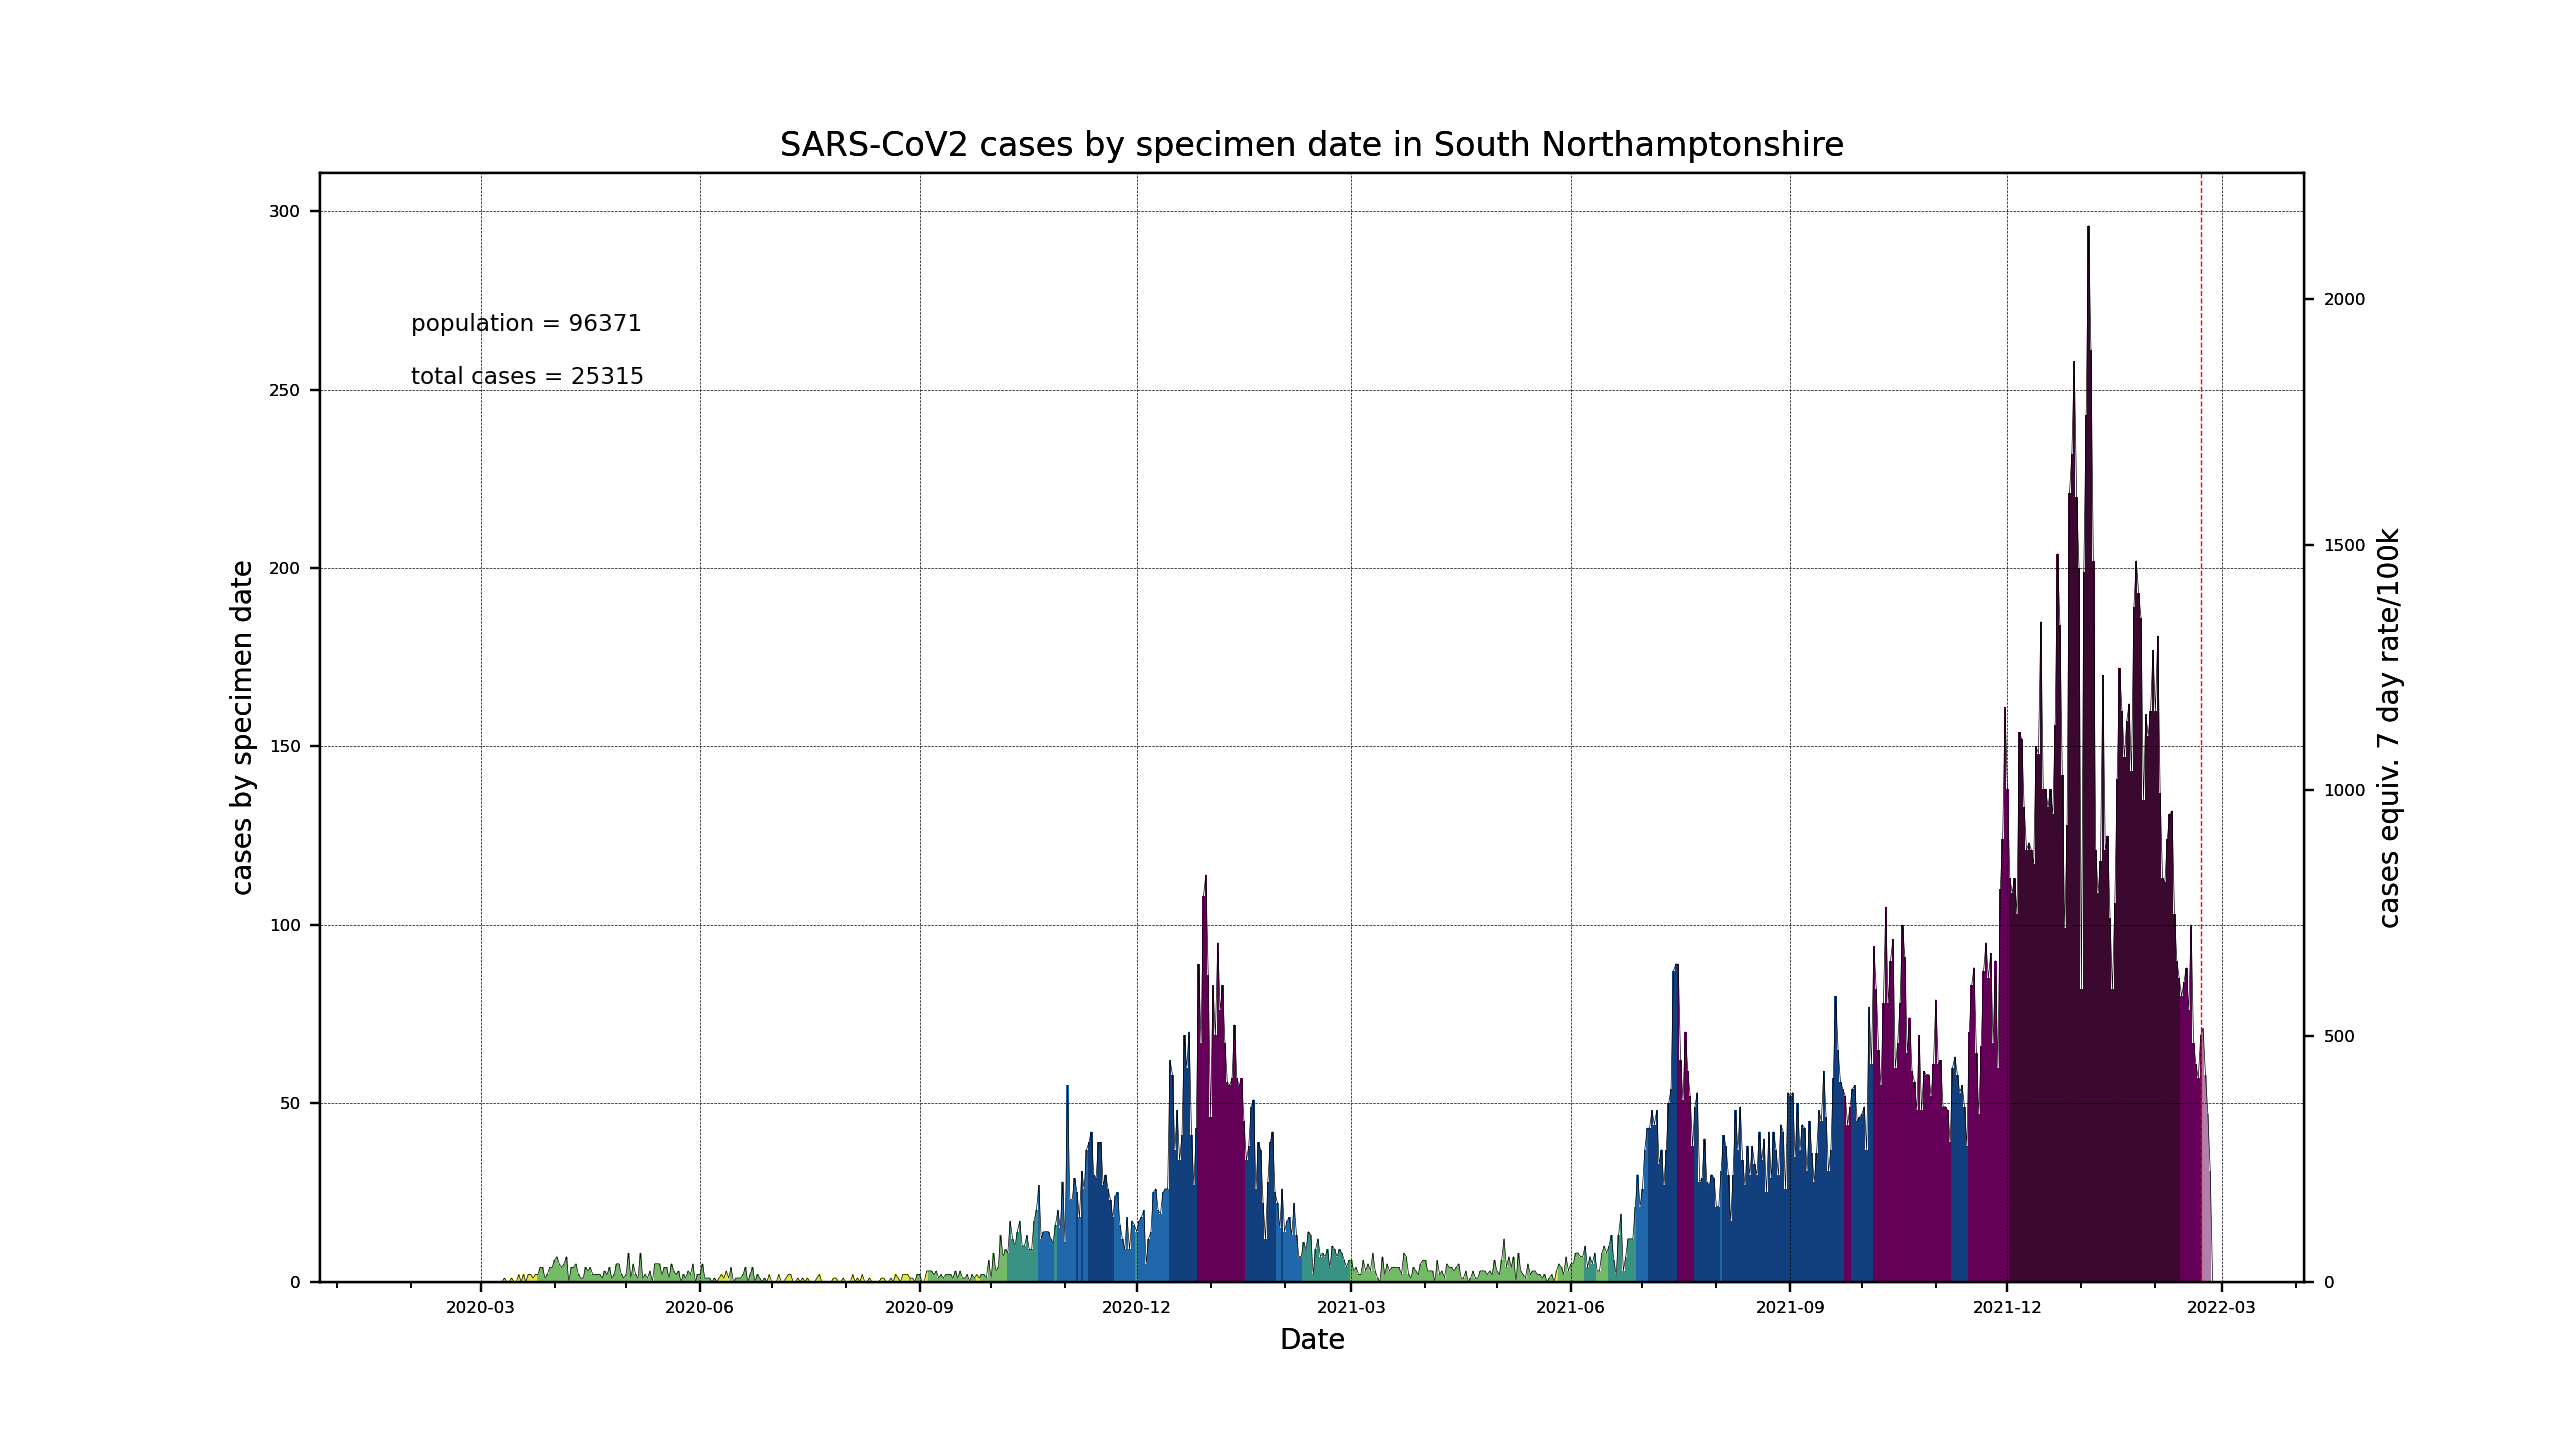 SARS-CoV2 cases by specimen date in South Northamptonshire
population = 96371
total cases = 25315
cases by specimen date
300
250
200
150
100
50
0
2000
1500
1000
500
0
cases equiv. 7 day rate/100k
2020-03 2020-06 2020-09 2020-12 2021-03 2021-06 2021-09 2021-12 2022-03
Date